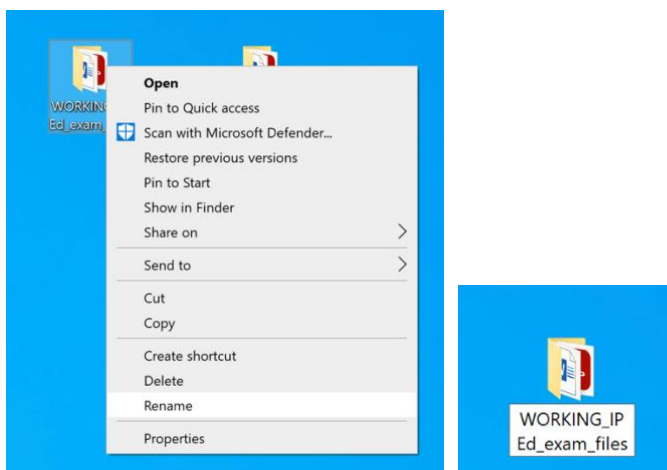 WORKING
Ed_exam_
Open
Pin to Quick access
Scan with Microsoft Defender...
Restore previous versions
Pin to Start
Show in Finder
Share on
Send to
Cut
Copy
Create shortcut
Delete
Rename
Properties
WORKING_IP
Ed_exam_files